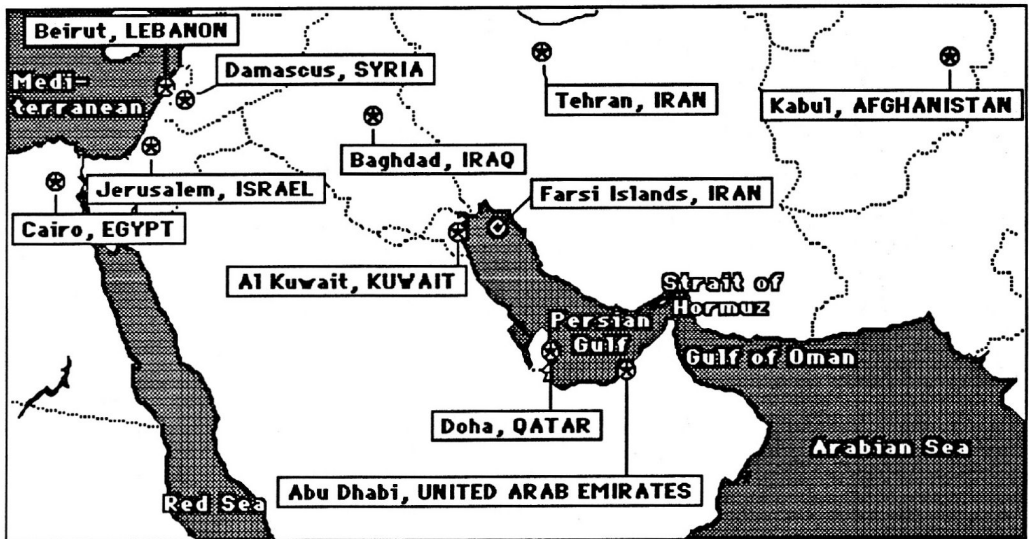 Beirut, LEBANON
Medi-
terranean
Damascus, SYRIA
Tehran, IRAN
Kabul, AFGHANISTAN
Baghdad, IRAQ
Jerusalem, ISRAEL
Farsi Islands, IRAN
Cairo, EGYPT
Al Kuwait, KUWAIT
Strait of
Hormuz
Persian
Gulf
Gulf of Oman
Doha, QATAR
Arabian Sea
Abu Dhabi, UNITED ARAB EMIRATES
Red Sea